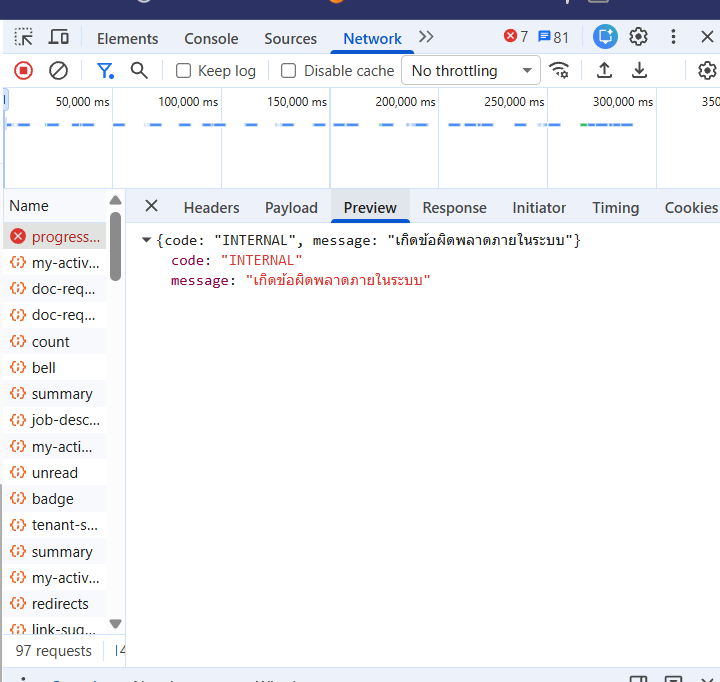 Elements Console Sources Network 7 81
Keep log Disable cache No throttling
50,000 ms 100,000 ms 150,000 ms 200,000 ms 250,000 ms 300,000 ms 350
Name
Headers Payload Preview Response Initiator Timing Cookies
progress...
{code: "INTERNAL", message: "เกิดข้อผิดพลาดภายในระบบ"}
code: "INTERNAL"
message: "เกิดข้อผิดพลาดภายในระบบ"
my-activ...
doc-req...
doc-req...
count
bell
summary
job-desc...
my-acti...
unread
badge
tenant-s...
summary
my-activ...
redirects
link-sug...
97 requests 4